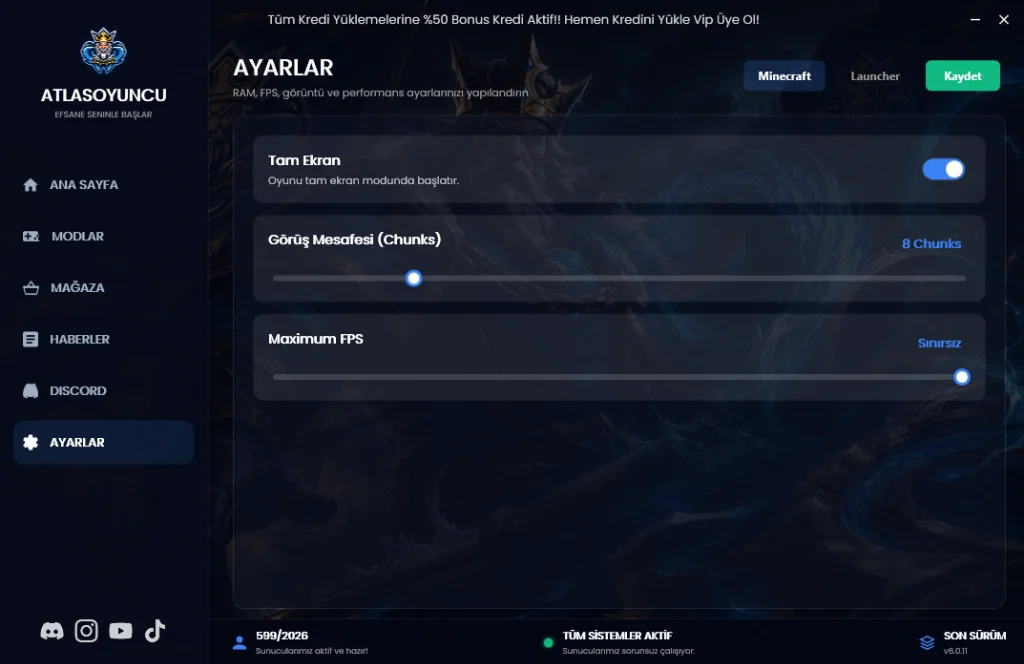 Tüm Kredi Yüklemelerine %50 Bonus Kredi Aktif!! Hemen Kredini Yükle Vip Üye Ol!
ATLASOYUNCU
EFSANE SENINLE BAŞLAR
ANA SAYFA
MODLAR
MAĞAZA
HABERLER
DISCORD
AYARLAR
AYARLAR
RAM, FPS, görüntü ve performans ayarlarınızı yapılandırın
Minecraft
Launcher
Kaydet
Tam Ekran
Oyunu tam ekran modunda başlatır.
Görüş Mesafesi (Chunks)
8 Chunks
Maximum FPS
Sınırsız
599/2026
Sunucularımız aktif ve hazır!
TÜM SİSTEMLER AKTİF
Sunucularımız sorunsuz çalışıyor.
SON SÜRÜM
v6.0.11